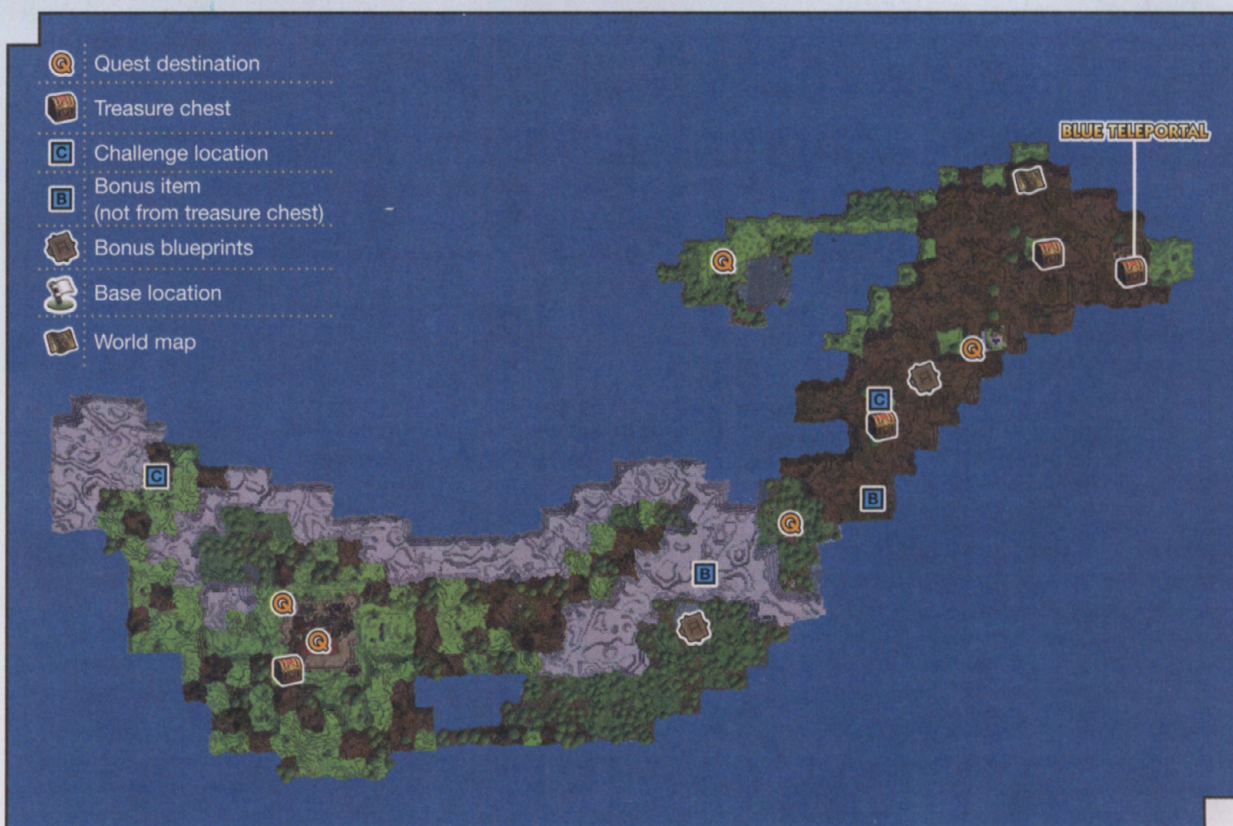 Q Quest destination
Treasure chest
C Challenge location
B Bonus item
(not from treasure chest)
Bonus blueprints
Base location
World map
BLUE TELEPORTAL
Q
Q
C
C
B
Q
B
Q
Q